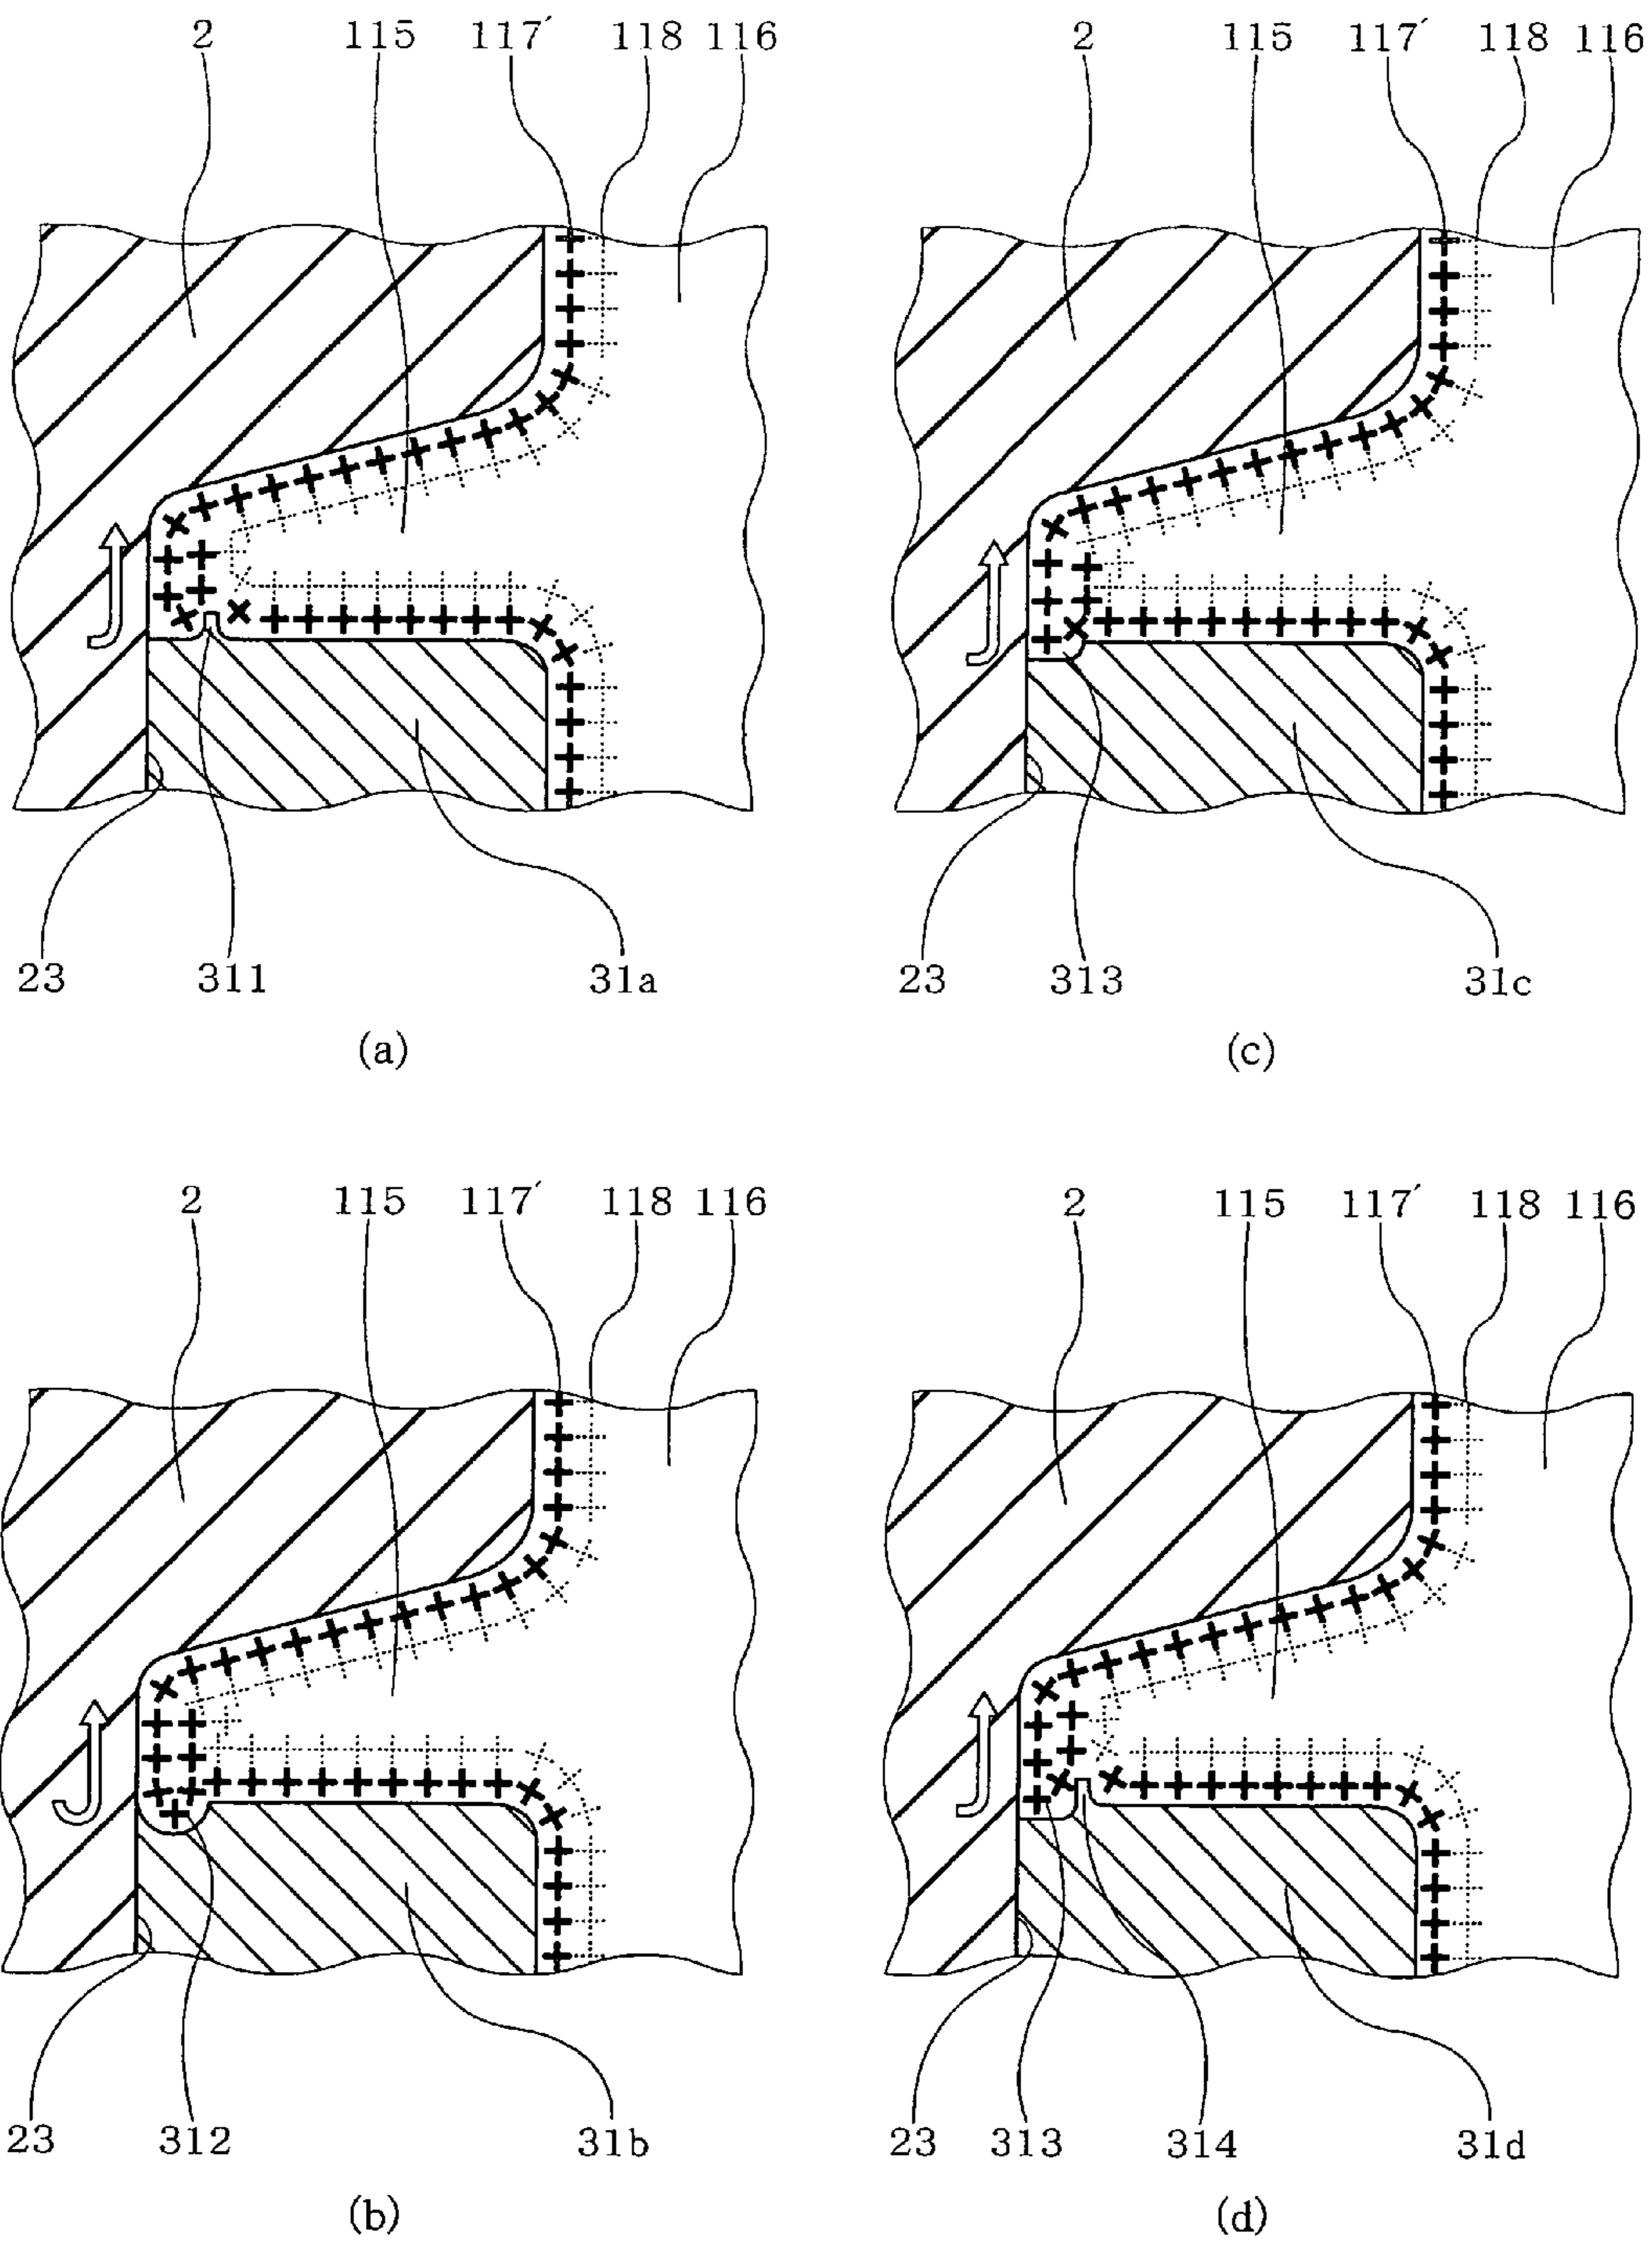 2 115 117′ 118 116
2 115 117′ 118 116
23 311 31a
23 313 31c
(a)
(c)
2 115 117′ 118 116
2 115 117′ 118 116
23 312 31b
23 313 314 31d
(b)
(d)